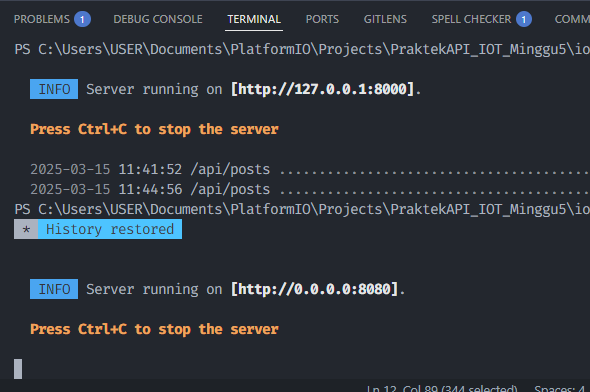 PROBLEMS 1 DEBUG CONSOLE TERMINAL PORTS GITLENS SPELL CHECKER 1 COMM
PS C:\Users\USER\Documents\PlatformIO\Projects\PraktekAPI_IOT_Minggu5\io
INFO Server running on [http://127.0.0.1:8000].
Press Ctrl+C to stop the server
2025-03-15 11:41:52 /api/posts .......................................
2025-03-15 11:44:56 /api/posts .......................................
PS C:\Users\USER\Documents\PlatformIO\Projects\PraktekAPI_IOT_Minggu5\io
* History restored
INFO Server running on [http://0.0.0.0:8080].
Press Ctrl+C to stop the server
Ln 12, Col 89 (344 selected) Spaces: 4